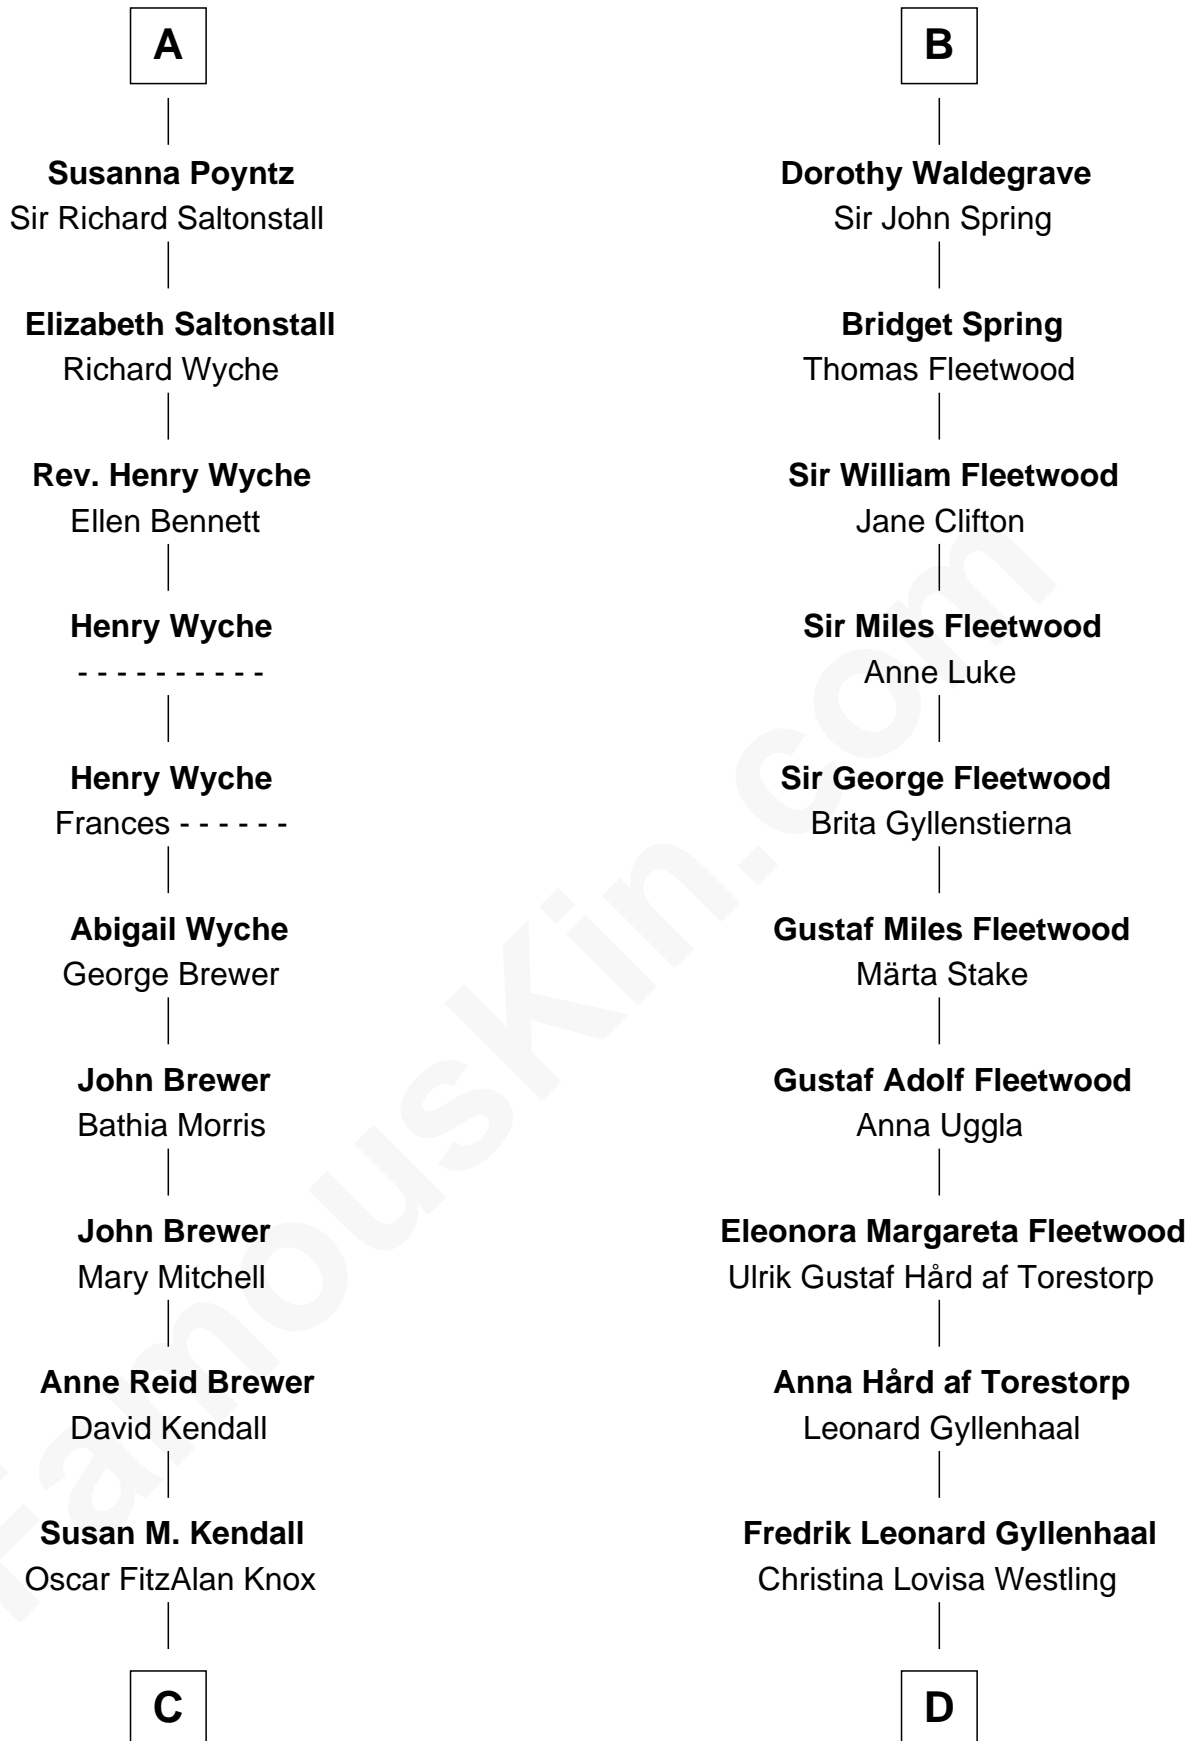 A
Susanna Poyntz
Sir Richard Saltonstall
Elizabeth Saltonstall
Richard Wyche
Rev. Henry Wyche
Ellen Bennett
Henry Wyche
- - - - - - - - - -
Henry Wyche
Frances - - - - - -
Abigail Wyche
George Brewer
John Brewer
Bathia Morris
John Brewer
Mary Mitchell
Anne Reid Brewer
David Kendall
Susan M. Kendall
Oscar FitzAlan Knox
C
B
Dorothy Waldegrave
Sir John Spring
Bridget Spring
Thomas Fleetwood
Sir William Fleetwood
Jane Clifton
Sir Miles Fleetwood
Anne Luke
Sir George Fleetwood
Brita Gyllenstierna
Gustaf Miles Fleetwood
Märta Stake
Gustaf Adolf Fleetwood
Anna Uggla
Eleonora Margareta Fleetwood
Ulrik Gustaf Hård af Torestorp
Anna Hård af Torestorp
Leonard Gyllenhaal
Fredrik Leonard Gyllenhaal
Christina Lovisa Westling
D
FamousKin.com